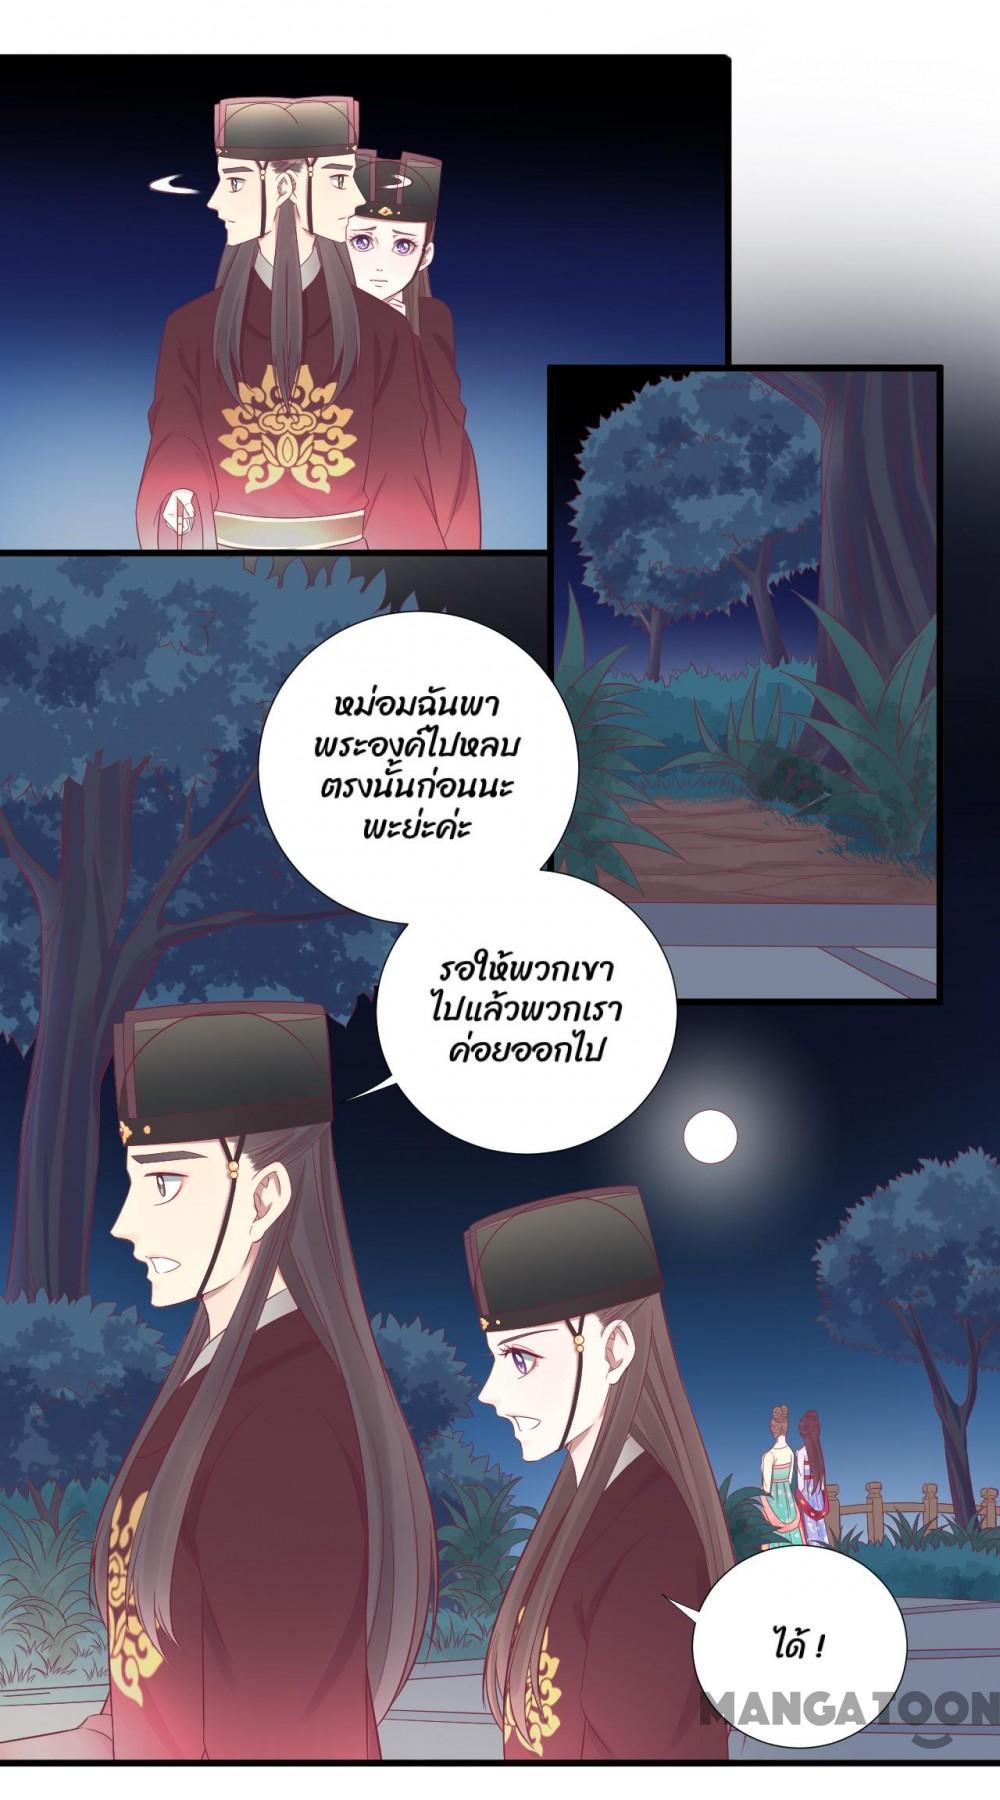 หม่อมฉันพา
พระองค์ไปหลบ
ตรงนั้นก่อนนะ
พะย่ะค่ะ
รอให้พวกเขา
ไปแล้วพวกเรา
ค่อยออกไป
ได้ !
MANGATOON